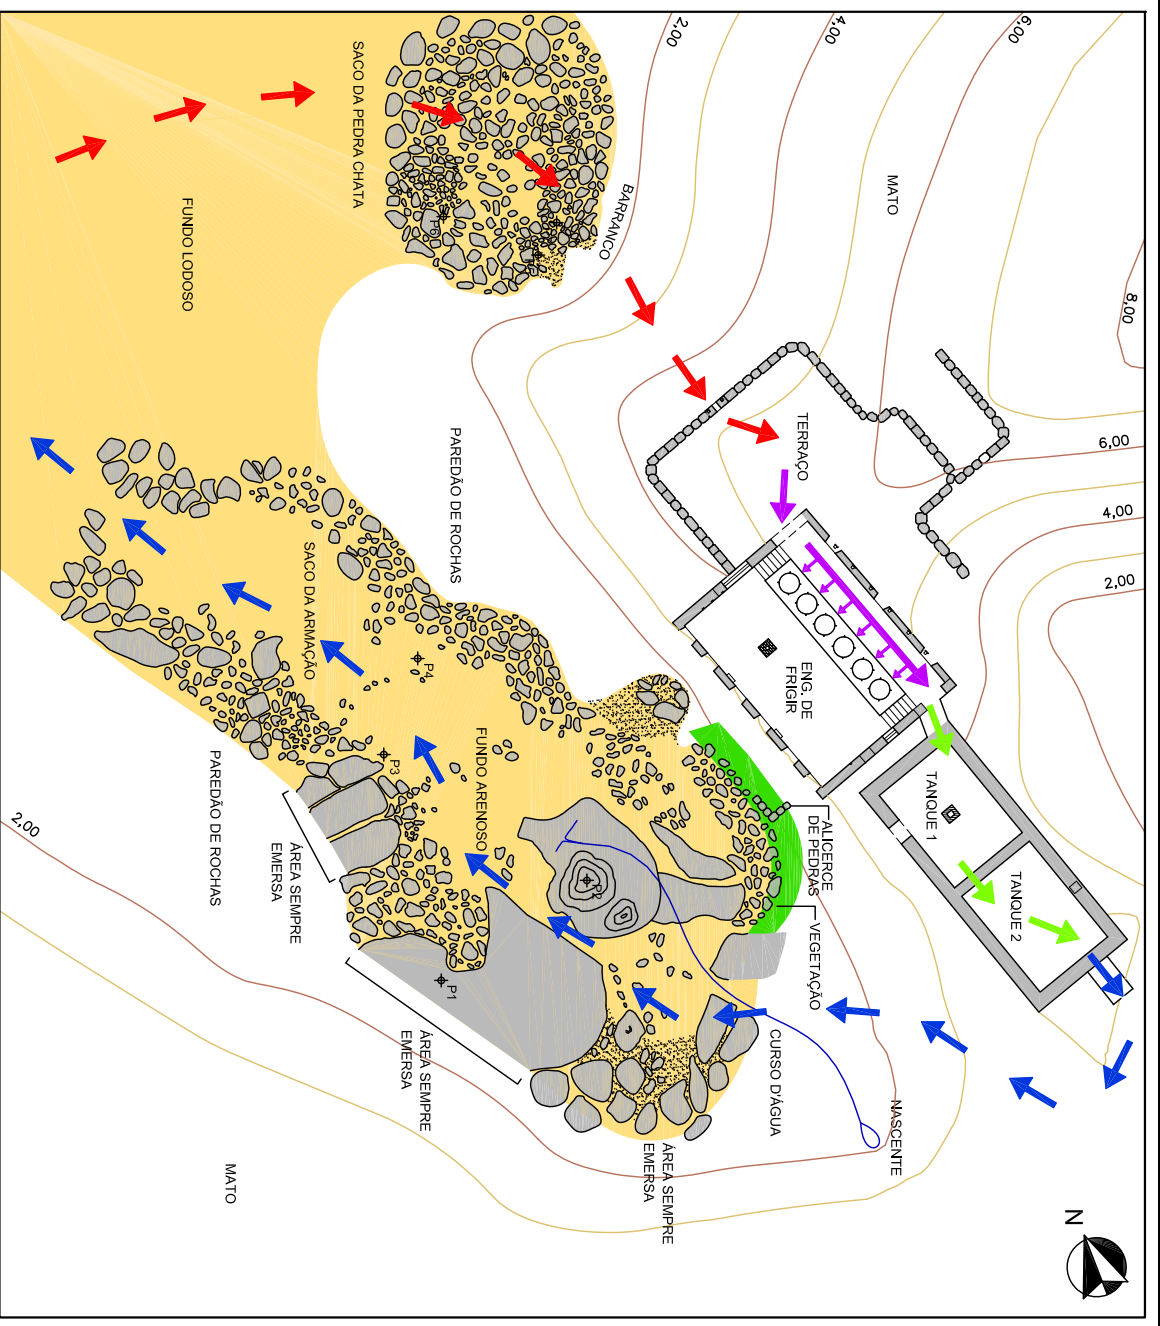 2,00
4,00
6,00
8,00
MATO
BARRANCO
SACO DA PEDRA CHATA
FUNDO LODOSO
P6
TERRAÇO
6,00
4,00
2,00
PAREDÃO DE ROCHAS
ENG. DE
FRIGIR
SACO DA ARMAÇÃO
P4
FUNDO ARENOSO
P3
TANQUE 1
TANQUE 2
ALICERCE
DE PEDRAS
VEGETAÇÃO
P2
PAREDÃO DE ROCHAS
2,00
ÁREA SEMPRE
EMERSA
P1
ÁREA SEMPRE
EMERSA
CURSO D'ÁGUA
NASCENTE
ÁREA SEMPRE
EMERSA
MATO
N